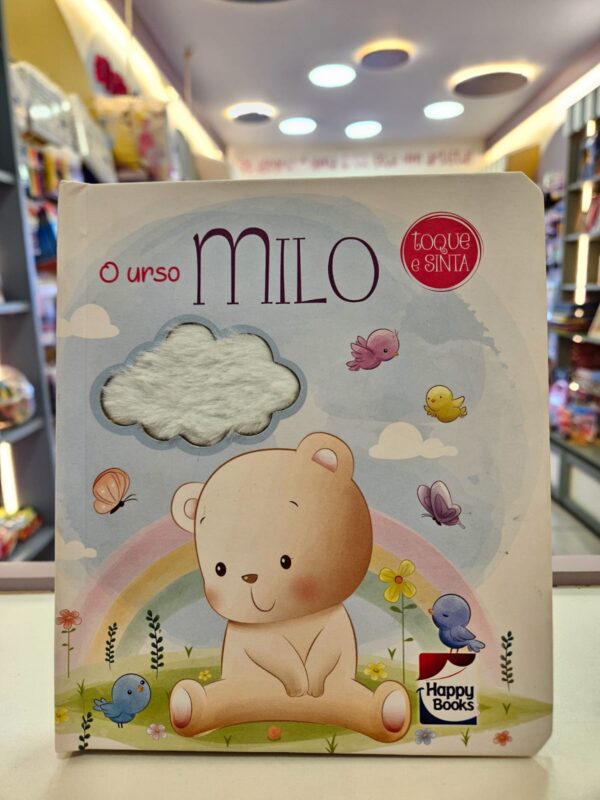 O urso MILO
toque
e SINTA
Happy
Books